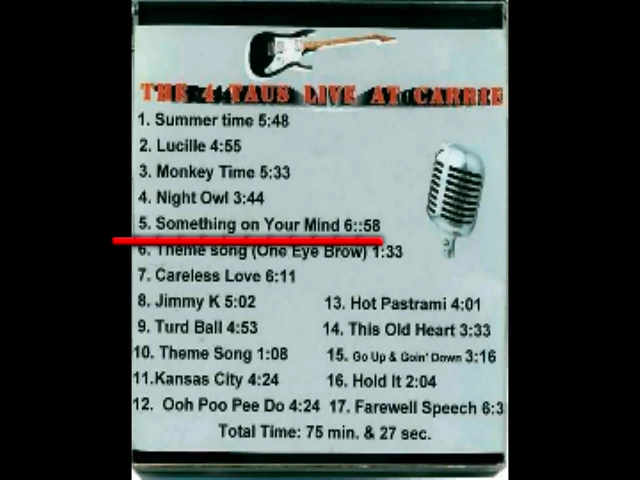 THE 4 TAUS LIVE AT CARRIE
1. Summer time 5:48
2. Lucille 4:55
3. Monkey Time 5:33
4. Night Owl 3:44
5. Something on Your Mind 6::58
6. Theme song (One Eye Brow) 1:33
7. Careless Love 6:11
8. Jimmy K 5:02
9. Turd Ball 4:53
10. Theme Song 1:08
11.Kansas City 4:24
12. Ooh Poo Pee Do 4:24
13. Hot Pastrami 4:01
14. This Old Heart 3:33
15. Go Up & Goin' Down 3:16
16. Hold It 2:04
17. Farewell Speech 6:3
Total Time: 75 min. & 27 sec.